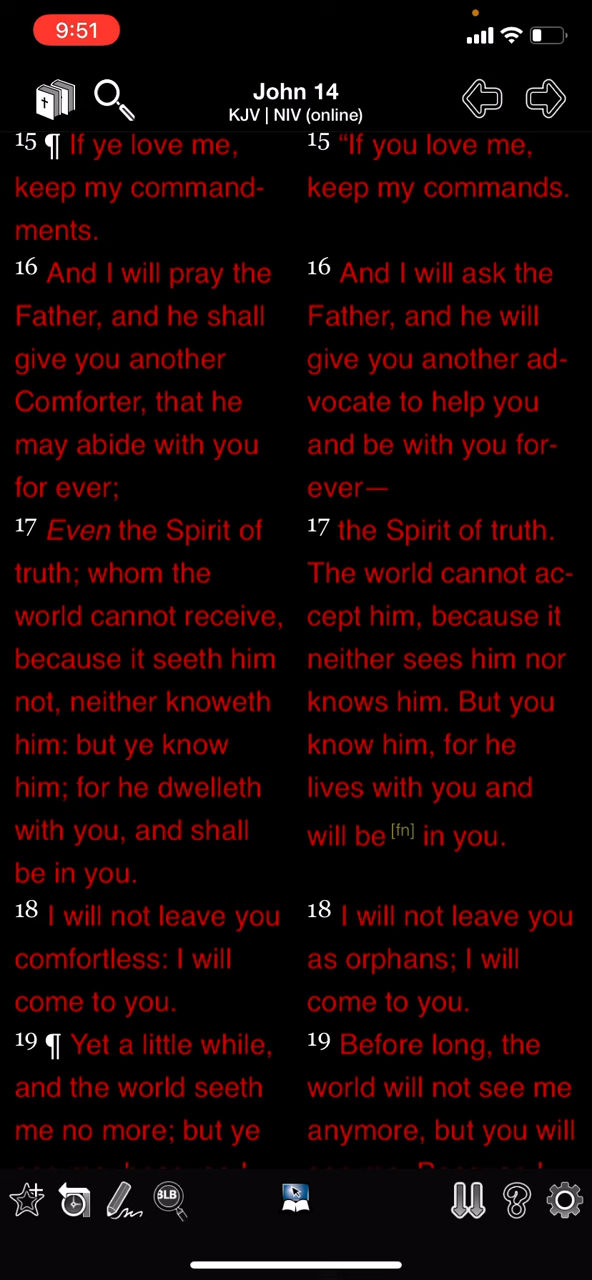 9:51
John 14
KJV | NIV (online)
15 ¶ If ye love me,
keep my command-
ments.
16 And I will pray the
Father, and he shall
give you another
Comforter, that he
may abide with you
for ever;
17 Even the Spirit of
truth; whom the
world cannot receive,
because it seeth him
not, neither knoweth
him: but ye know
him; for he dwelleth
with you, and shall
be in you.
18 I will not leave you
comfortless: I will
come to you.
19 ¶ Yet a little while,
and the world seeth
me no more; but ye
15 “If you love me,
keep my commands.
16 And I will ask the
Father, and he will
give you another ad-
vocate to help you
and be with you for-
ever—
17 the Spirit of truth.
The world cannot ac-
cept him, because it
neither sees him nor
knows him. But you
know him, for he
lives with you and
will be [fn] in you.
18 I will not leave you
as orphans; I will
come to you.
19 Before long, the
world will not see me
anymore, but you will
BLB